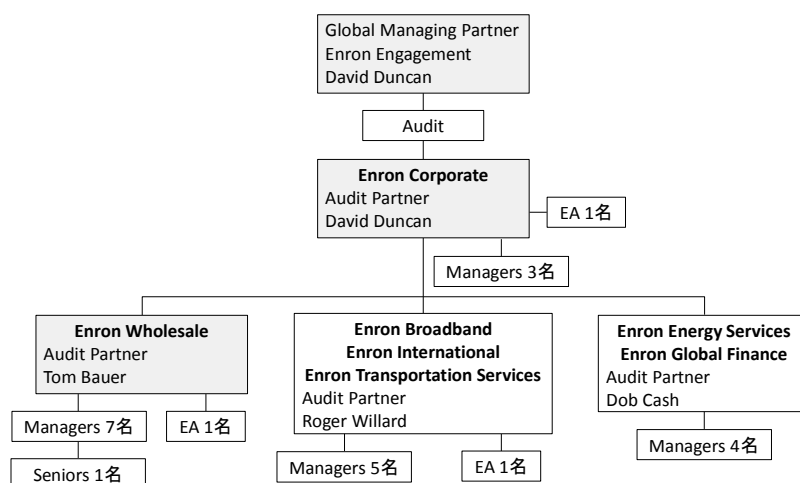 Global Managing Partner
Enron Engagement
David Duncan
Audit
Enron Corporate
Audit Partner
David Duncan
EA 1名
Managers 3名
Enron Wholesale
Audit Partner
Tom Bauer
Managers 7名
EA 1名
Seniors 1名
Enron Broadband
Enron International
Enron Transportation Services
Audit Partner
Roger Willard
Managers 5名
EA 1名
Enron Energy Services
Enron Global Finance
Audit Partner
Dob Cash
Managers 4名